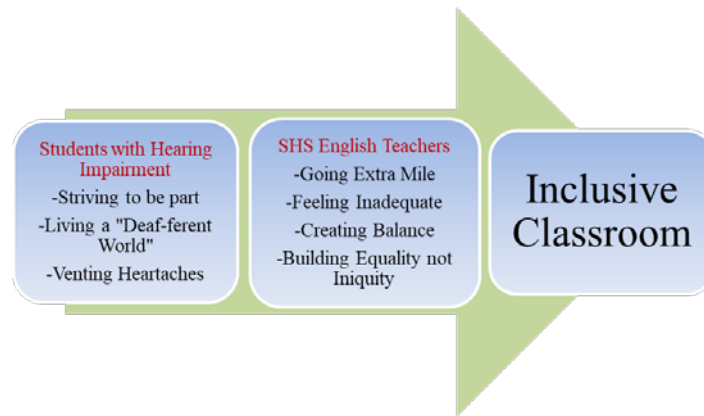 Students with Hearing
Impairment
-Striving to be part
-Living a "Deaf-ferent
World"
-Venting Heartaches
SHS English Teachers
-Going Extra Mile
-Feeling Inadequate
-Creating Balance
-Building Equality not
Iniquity
Inclusive
Classroom